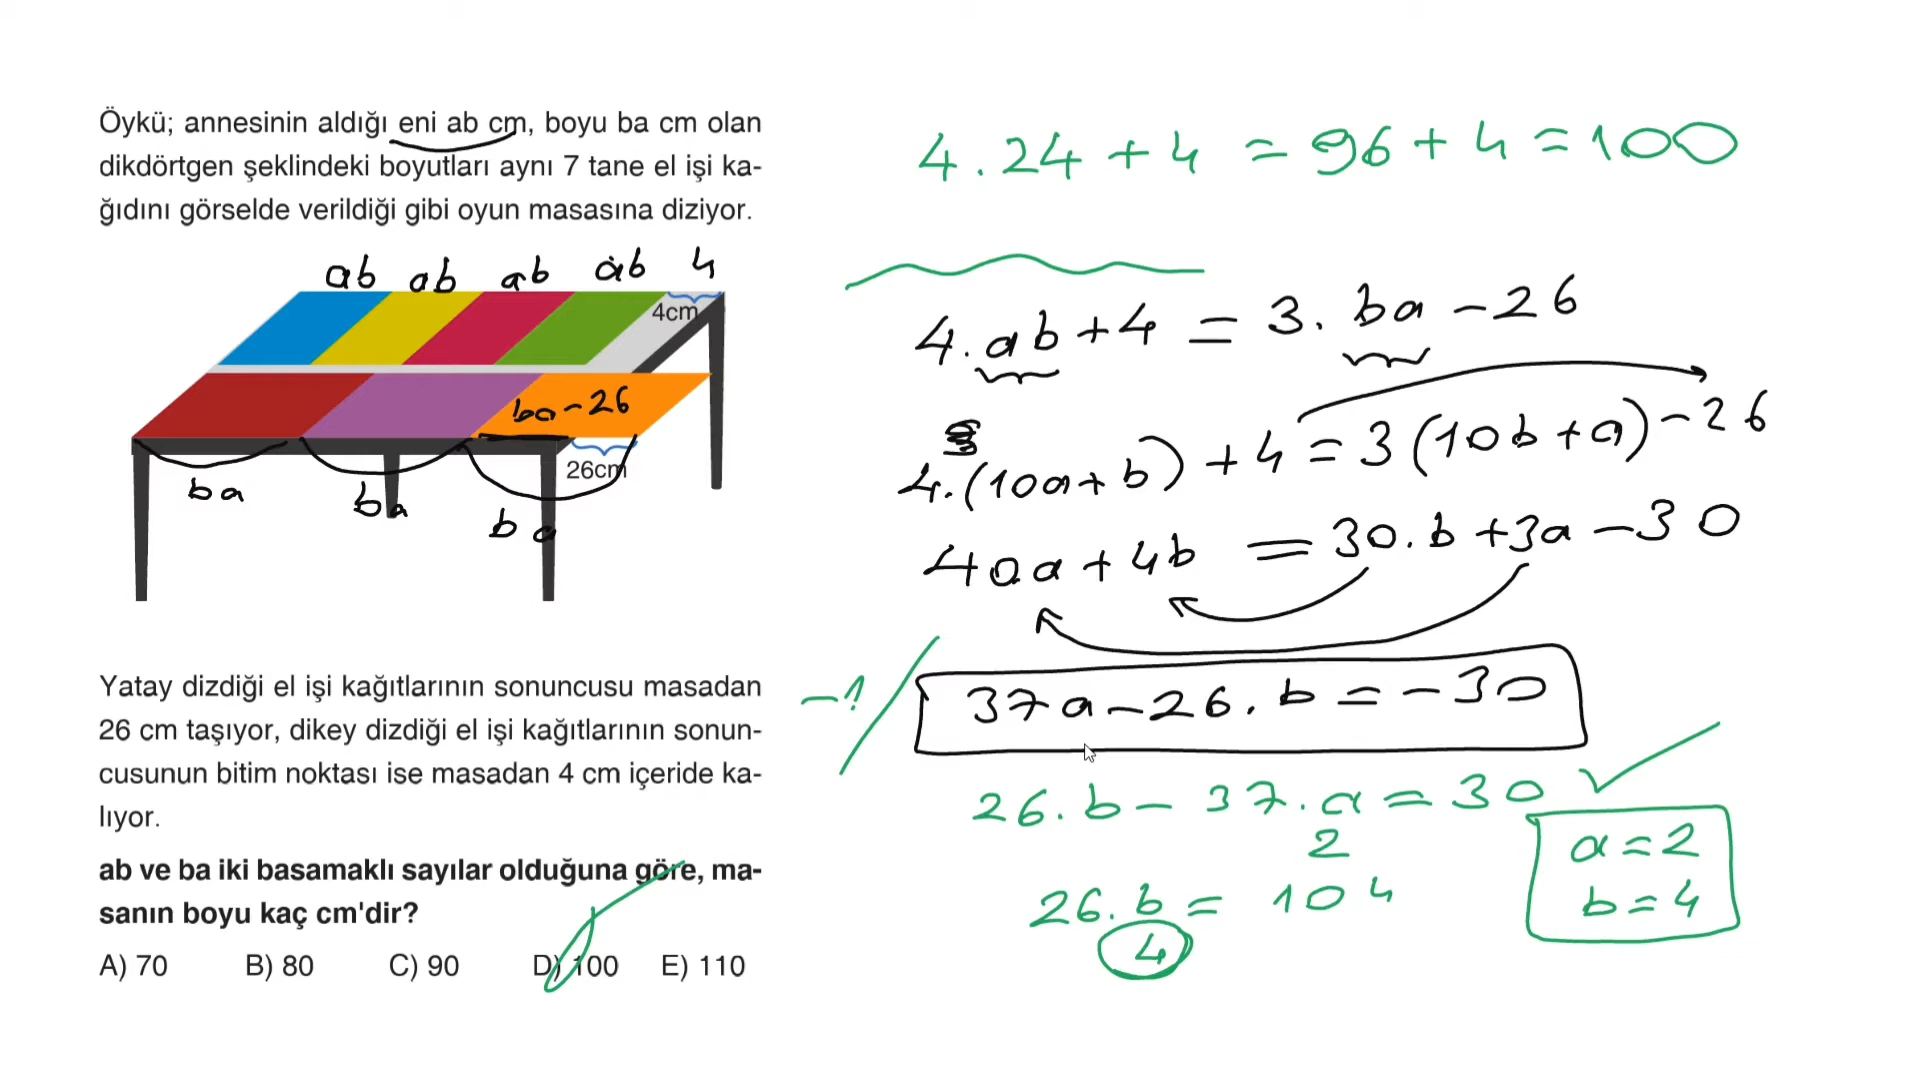 Öykü; annesinin aldığı eni ab cm, boyu ba cm olan
dikdörtgen şeklindeki boyutları aynı 7 tane el işi ka-
ğıdını görselde verildiği gibi oyun masasına diziyor.
ab ab ab ab 4
4cm
ba-26
26cm
ba
ba
ba
Yatay dizdiği el işi kağıtlarının sonuncusu masadan
26 cm taşıyor, dikey dizdiği el işi kağıtlarının sonun-
cusunun bitim noktası ise masadan 4 cm içeride ka-
lıyor.
ab ve ba iki basamaklı sayılar olduğuna göre, ma-
sanın boyu kaç cm'dir?
A) 70 B) 80 C) 90 D) 100 E) 110
4.24+4 = 96+4 = 100
4.ab+4 = 3.ba-26
4.(10a+b)+4 = 3(10b+a)-26
40a+4b = 30.b+3a-30
37a-26.b=-30
-1/
26.b-37.a=30
2
26.b= 104
4
a=2
b=4